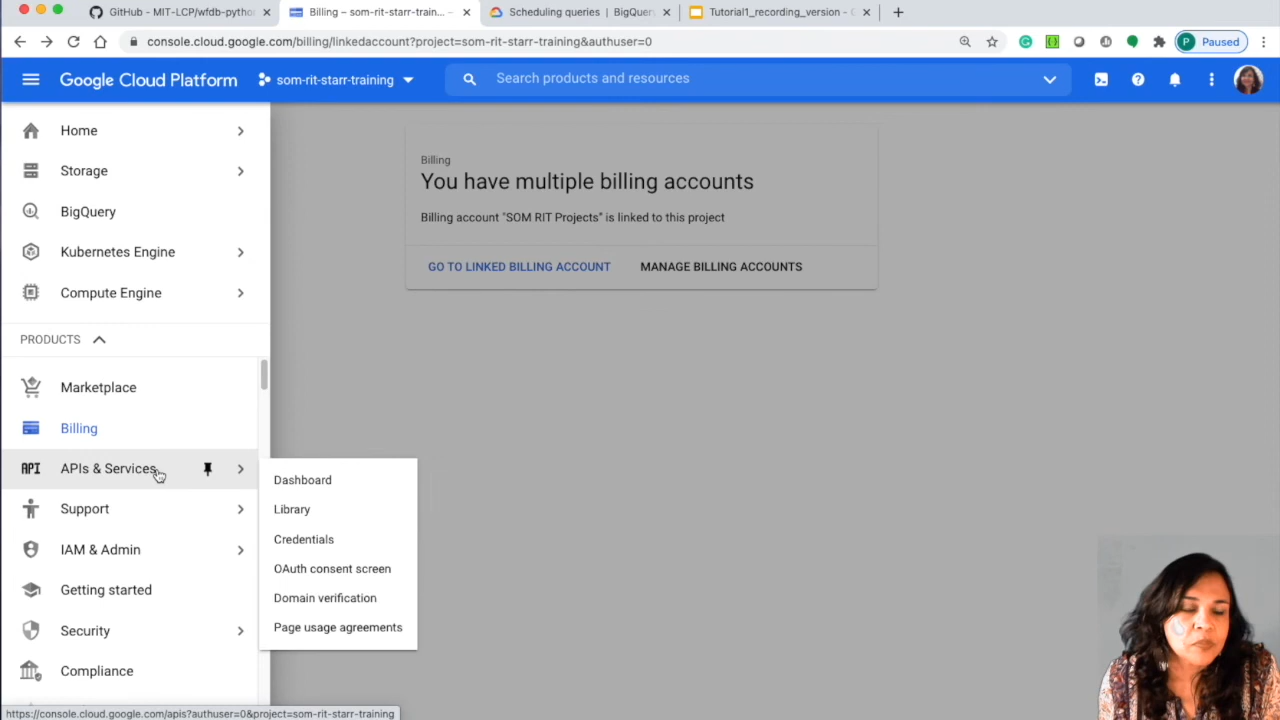 GitHub - MIT-LCP/wfdb-pytho
Billing – som-rit-starr-train... –
Scheduling queries | BigQuery
Tutorial1_recording_version - G
console.cloud.google.com/billing/linkedaccount?project=som-rit-starr-training&authuser=0
P Paused
Google Cloud Platform
som-rit-starr-training
Search products and resources
Home
Storage
BigQuery
Kubernetes Engine
Compute Engine
PRODUCTS
Marketplace
Billing
API APIs & Services
Support
IAM & Admin
Getting started
Security
Compliance
Billing
You have multiple billing accounts
Billing account "SOM RIT Projects" is linked to this project
GO TO LINKED BILLING ACCOUNT MANAGE BILLING ACCOUNTS
Dashboard
Library
Credentials
OAuth consent screen
Domain verification
Page usage agreements
https://console.cloud.google.com/apis?authuser=0&project=som-rit-starr-training